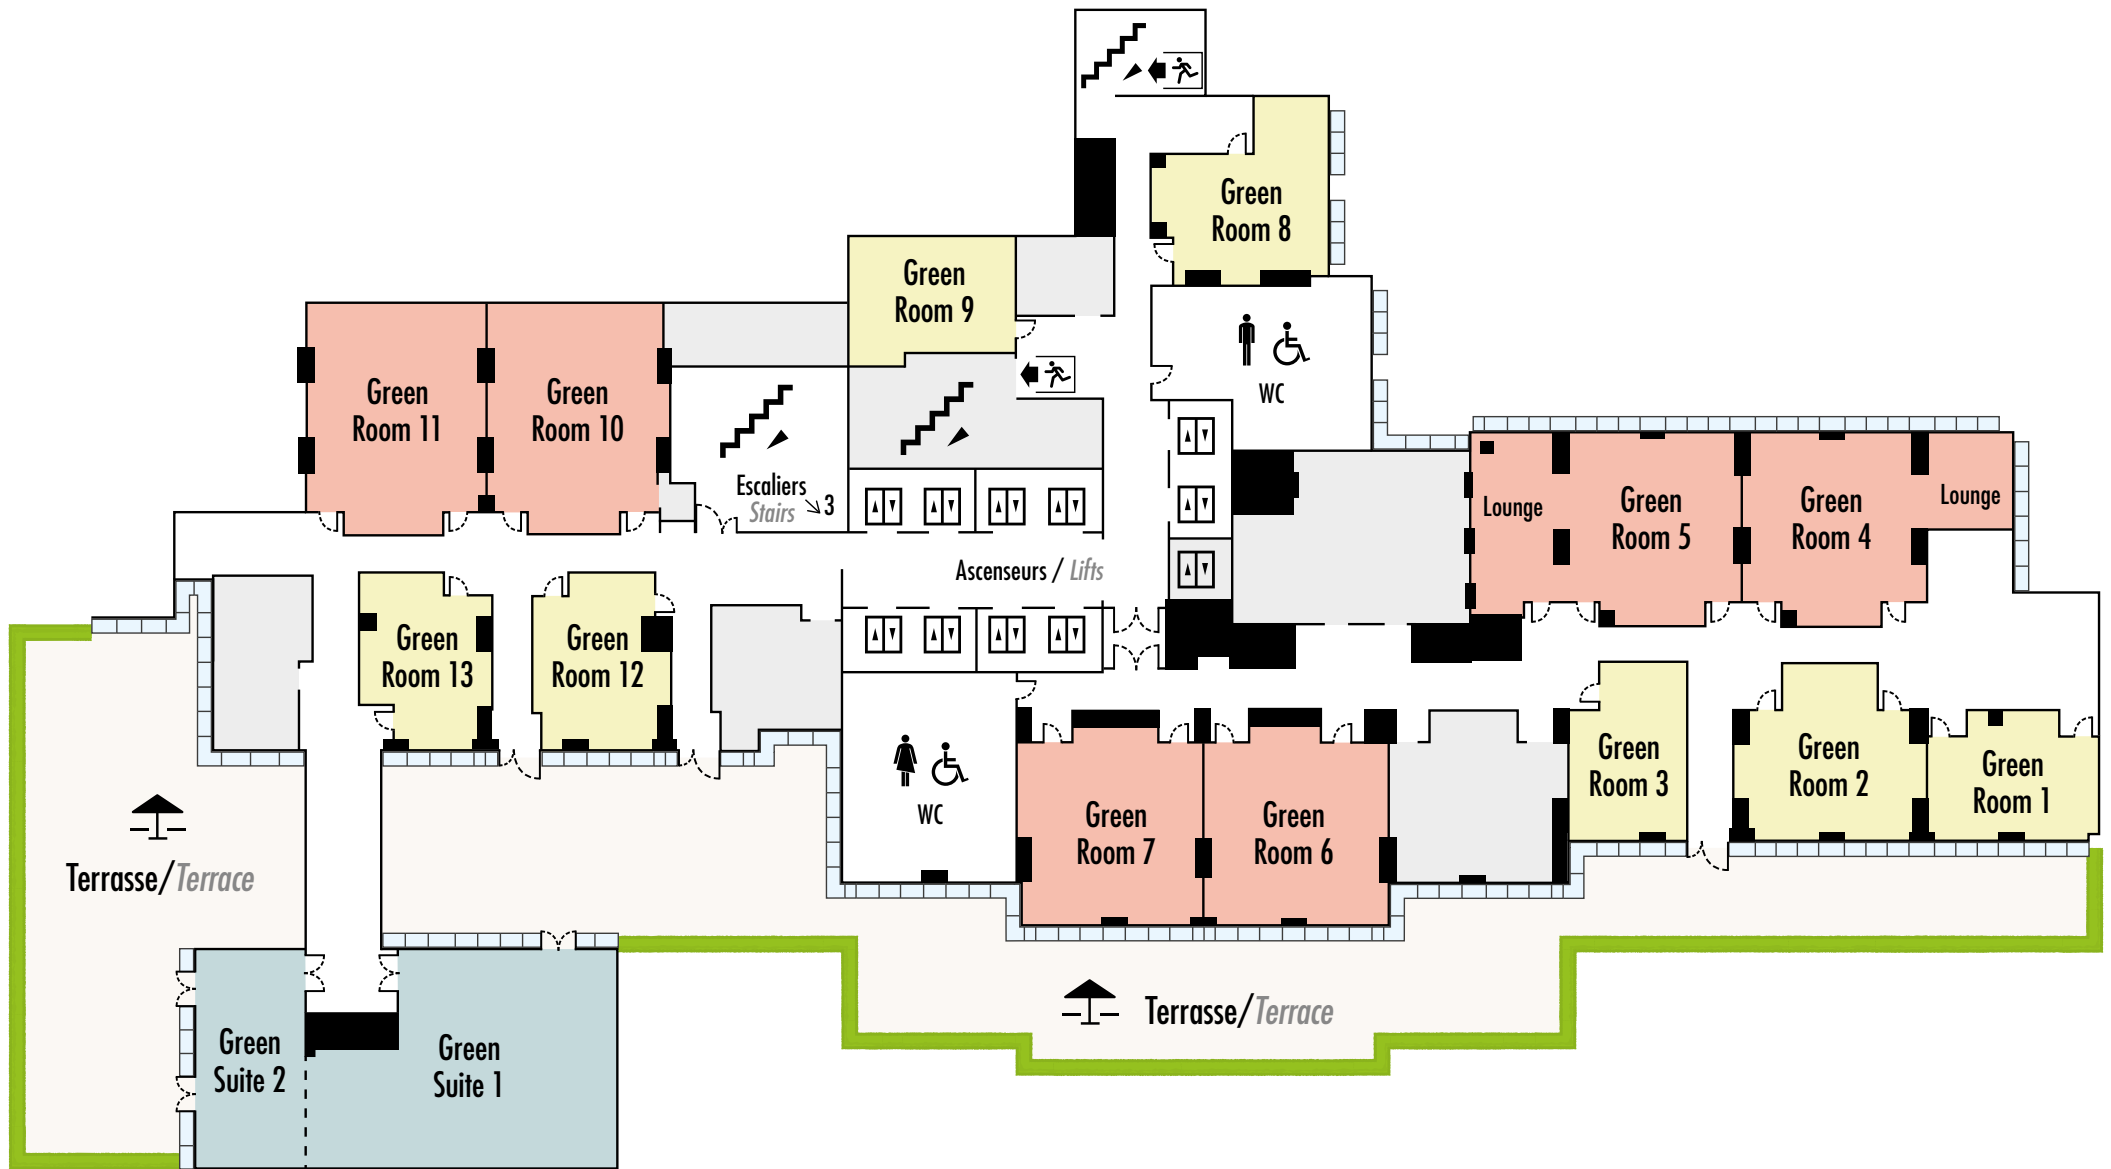 Green
Room 8
Green
Room 9
WC
Green
Room 11
Green
Room 10
Escaliers
Stairs
↘3
Lounge
Green
Room 5
Green
Room 4
Lounge
Ascenseurs / Lifts
Green
Room 13
Green
Room 12
WC
Green
Room 7
Green
Room 6
Green
Room 3
Green
Room 2
Green
Room 1
Terrasse/Terrace
Terrasse/Terrace
Green
Suite 2
Green
Suite 1